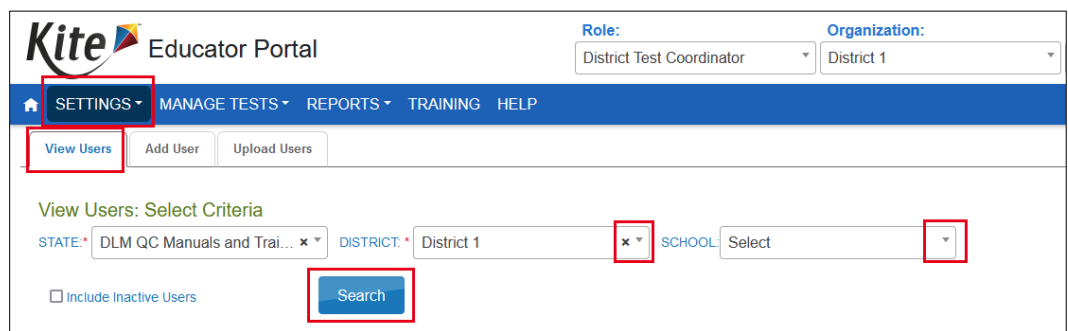 Kite Educator Portal
Role: Organization:
District Test Coordinator District 1
SETTINGS MANAGE TESTS REPORTS TRAINING HELP
View Users Add User Upload Users
View Users: Select Criteria
STATE:* DLM QC Manuals and Trai... × DISTRICT: * District 1 × SCHOOL: Select
Include Inactive Users Search